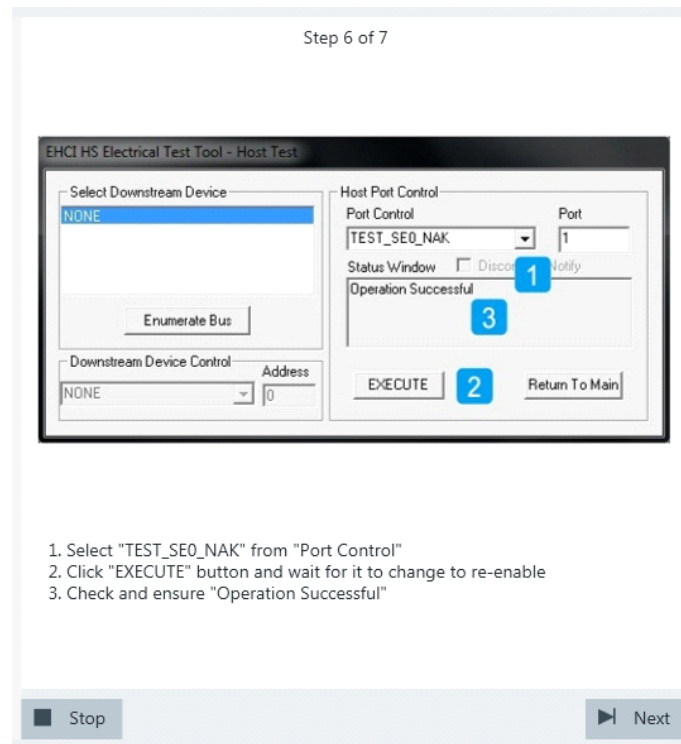 Step 6 of 7
EHCI HS Electrical Test Tool - Host Test
Select Downstream Device
NONE
Enumerate Bus
Downstream Device Control
Address
NONE
0
Host Port Control
Port Control
Port
TEST_SE0_NAK
1
Status Window
Notify
1
Operation Successful
3
EXECUTE
2
Return To Main
1. Select "TEST_SE0_NAK" from "Port Control"
2. Click "EXECUTE" button and wait for it to change to re-enable
3. Check and ensure "Operation Successful"
Stop
Next